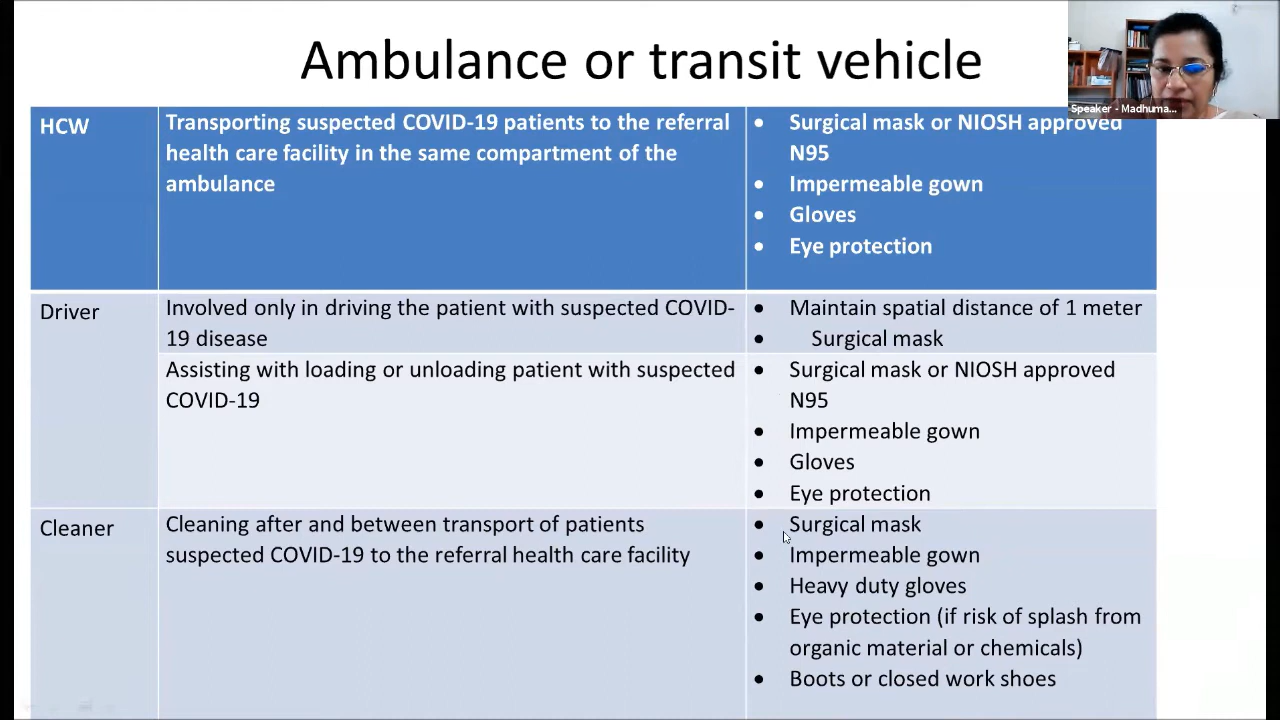 Ambulance or transit vehicle
Speaker - Madhuma...
HCW
Transporting suspected COVID-19 patients to the referral
health care facility in the same compartment of the
ambulance
• Surgical mask or NIOSH approved
N95
• Impermeable gown
• Gloves
• Eye protection
Driver
Involved only in driving the patient with suspected COVID-
19 disease
• Maintain spatial distance of 1 meter
• Surgical mask
Assisting with loading or unloading patient with suspected
COVID-19
• Surgical mask or NIOSH approved
N95
• Impermeable gown
• Gloves
• Eye protection
Cleaner
Cleaning after and between transport of patients
suspected COVID-19 to the referral health care facility
• Surgical mask
• Impermeable gown
• Heavy duty gloves
• Eye protection (if risk of splash from
organic material or chemicals)
• Boots or closed work shoes